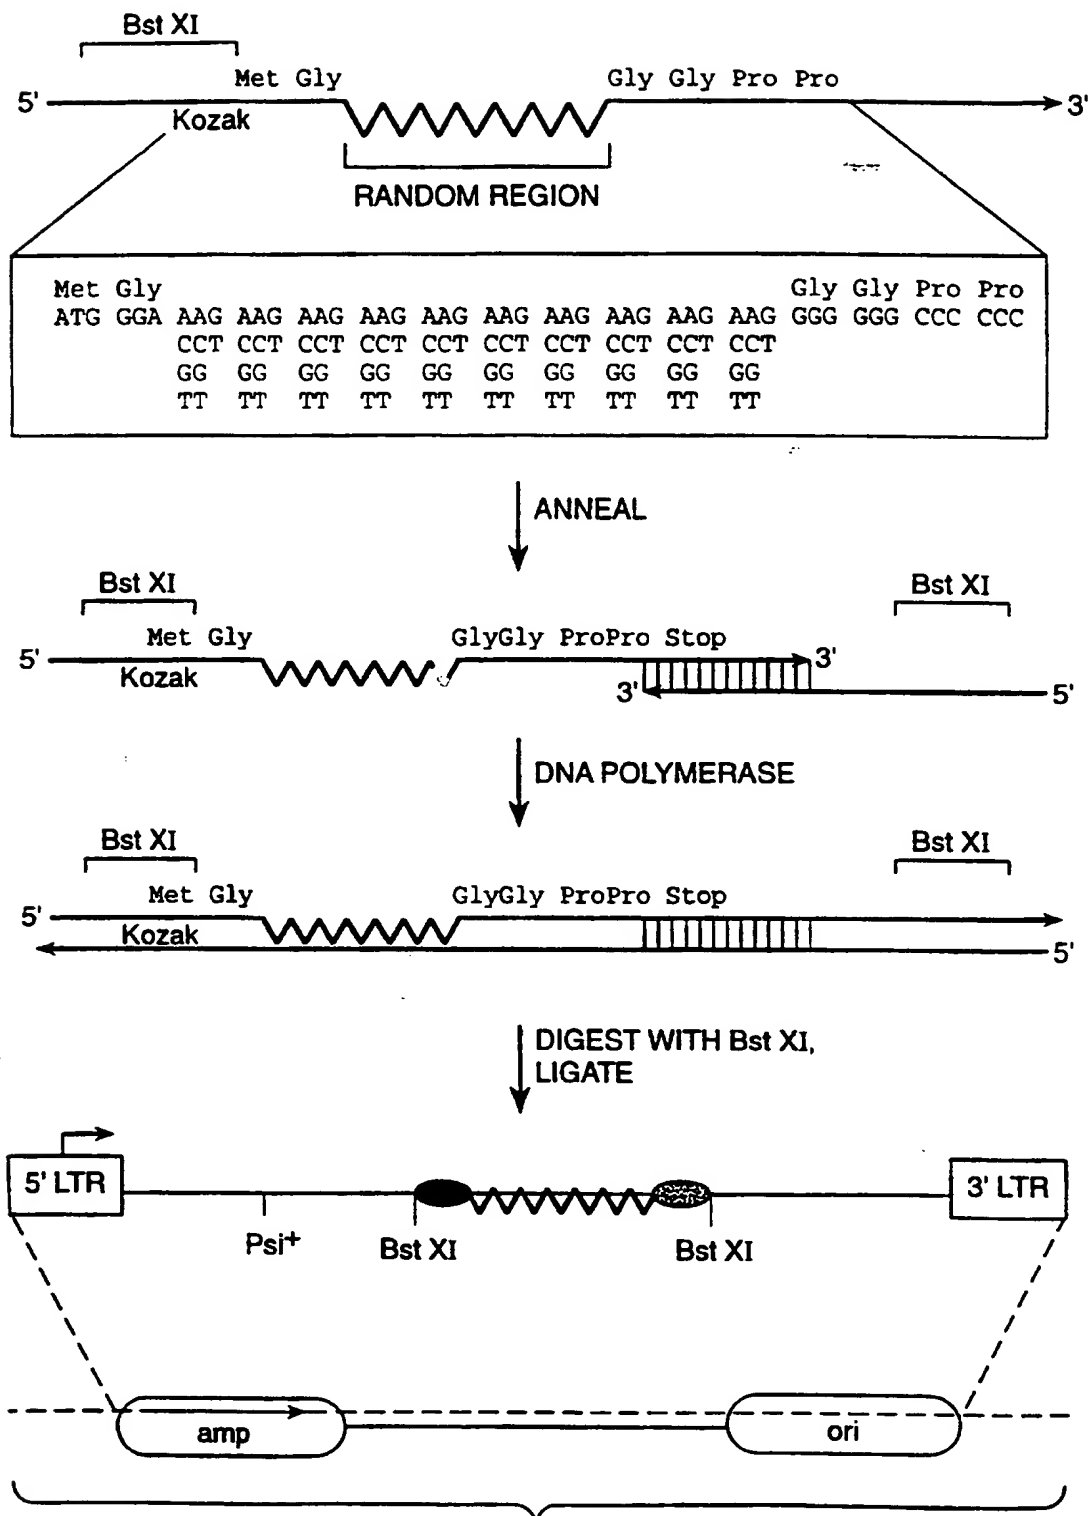 Bst XI
Met Gly Gly Gly Pro Pro
5' 3'
Kozak
RANDOM REGION
Met Gly Gly Gly Pro Pro
ATG GGA AAG AAG AAG AAG AAG AAG AAG AAG AAG AAG GGG GGG CCC CCC
CCT CCT CCT CCT CCT CCT CCT CCT CCT CCT
GG GG GG GG GG GG GG GG GG GG
TT TT TT TT TT TT TT TT TT TT
ANNEAL
Bst XI Bst XI
Met Gly GlyGly ProPro Stop
5' 3'
Kozak
3' 5'
DNA POLYMERASE
Bst XI Bst XI
Met Gly GlyGly ProPro Stop
5'
Kozak
5'
DIGEST WITH Bst XI,
LIGATE
5' LTR 3' LTR
Psi+ Bst XI Bst XI
amp ori